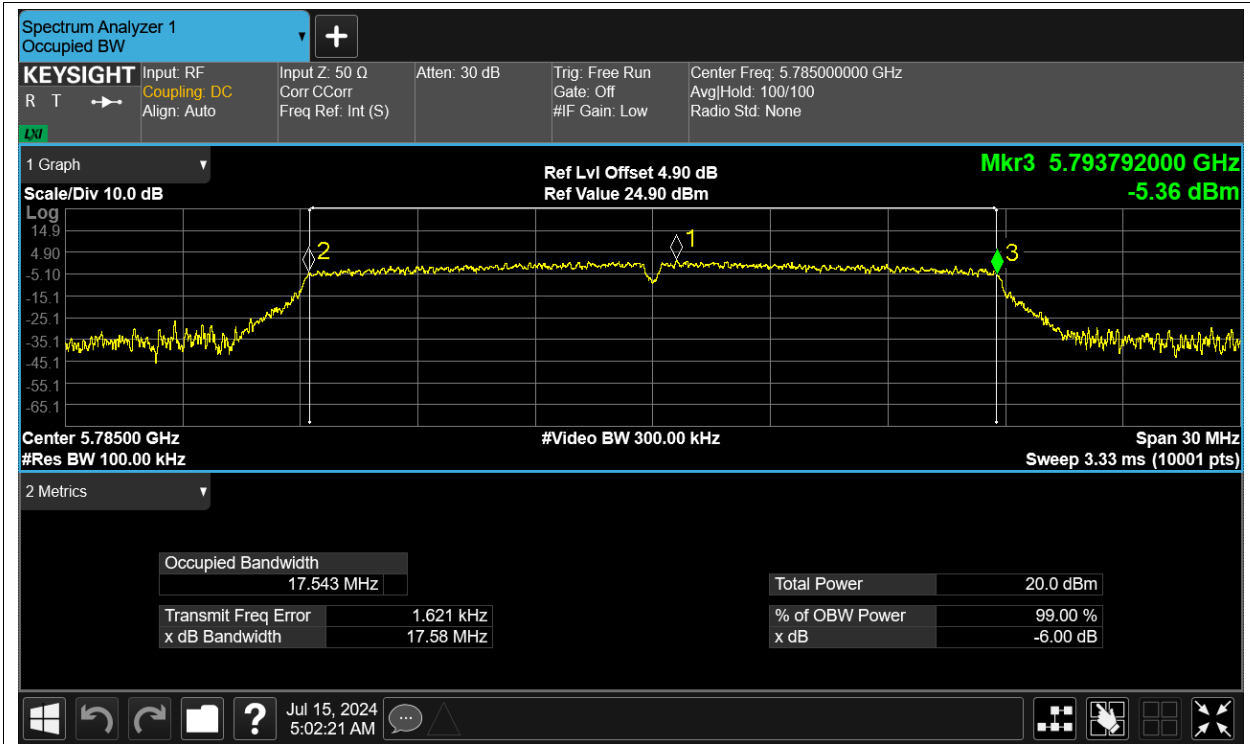 Spectrum Analyzer 1
Occupied BW
+
KEYSIGHT
R T
LXI
Input: RF
Coupling: DC
Align: Auto
Input Z: 50 Ω
Corr CCorr
Freq Ref: Int (S)
Atten: 30 dB
Trig: Free Run
Gate: Off
#IF Gain: Low
Center Freq: 5.785000000 GHz
Avg|Hold: 100/100
Radio Std: None
1 Graph
Scale/Div 10.0 dB
Ref Lvl Offset 4.90 dB
Ref Value 24.90 dBm
Mkr3 5.793792000 GHz
-5.36 dBm
Log
14.9
4.90
-5.10
-15.1
-25.1
-35.1
-45.1
-55.1
-65.1
2
1
3
Center 5.78500 GHz
#Video BW 300.00 kHz
Span 30 MHz
#Res BW 100.00 kHz
Sweep 3.33 ms (10001 pts)
2 Metrics
Occupied Bandwidth
17.543 MHz
Transmit Freq Error 1.621 kHz
x dB Bandwidth 17.58 MHz
Total Power 20.0 dBm
% of OBW Power 99.00 %
x dB -6.00 dB
?
Jul 15, 2024
5:02:21 AM